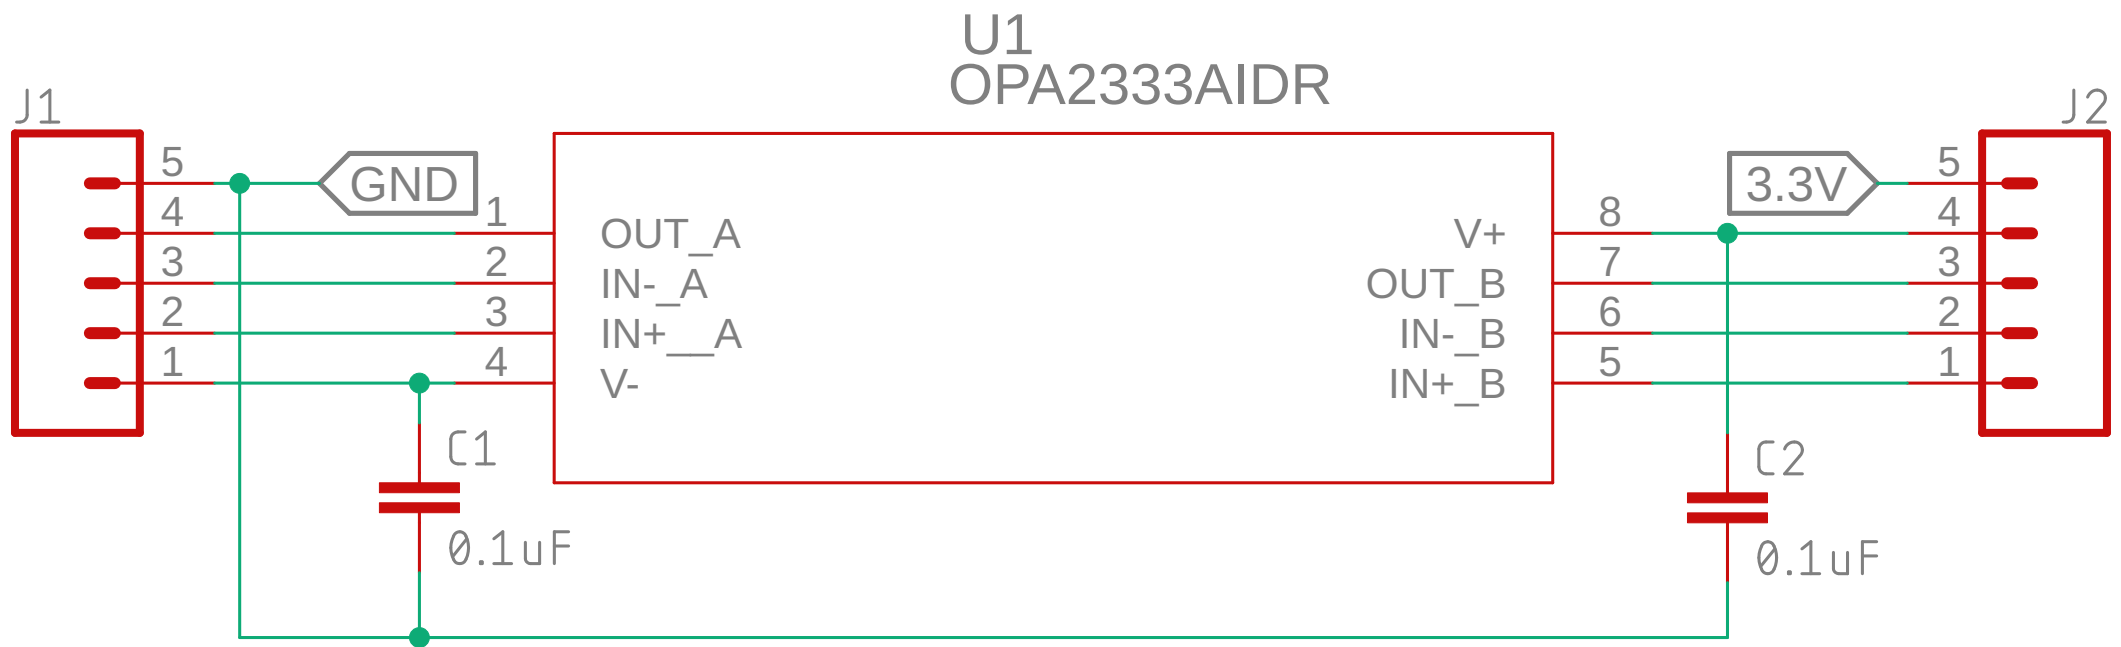 U1
OPA2333AIDR
J1
J2
5
GND
3.3V
5
4
1
OUT_A
V+
8
4
3
2
IN-_A
OUT_B
7
3
2
3
IN+__A
IN-_B
6
2
1
4
V-
IN+_B
5
1
C1
C2
0.1uF
0.1uF